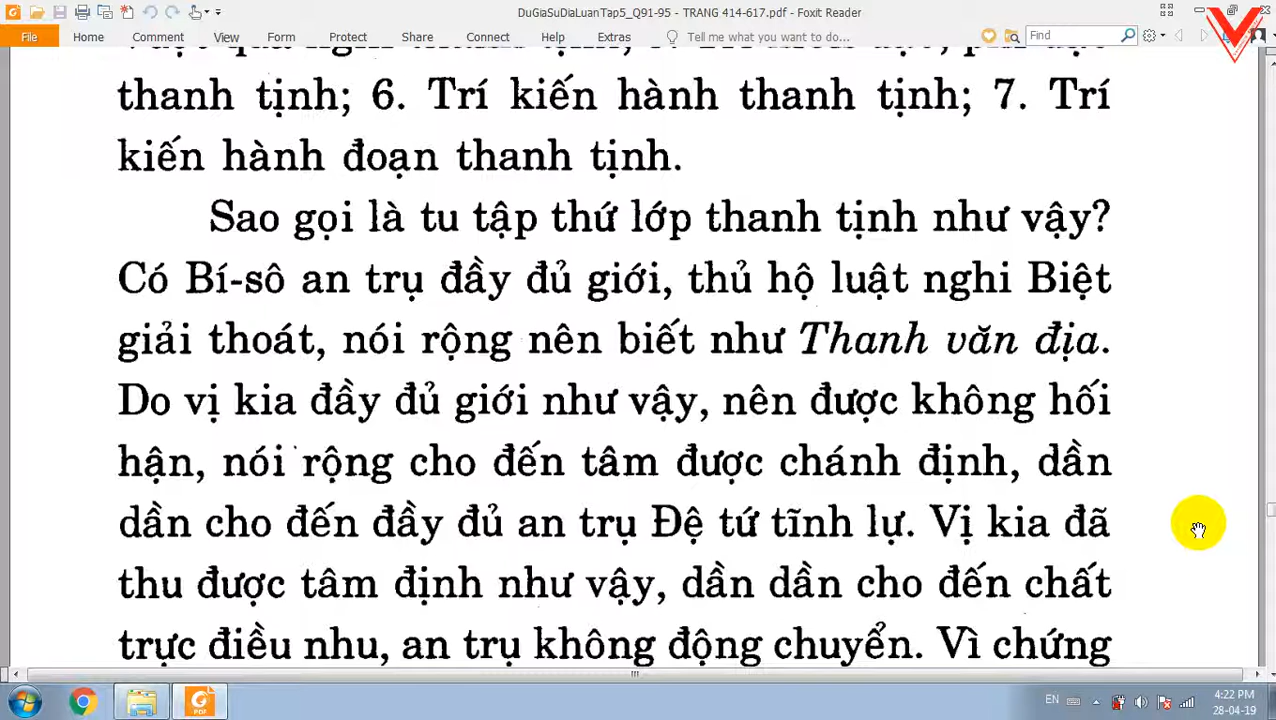 DuGiaSuDiaLuanTap5_Q91-95 - TRANG 414-617.pdf - Foxit Reader
File Home Comment View Form Protect Share Connect Help Extras Tell me what you want to do... Find
thanh tịnh; 6. Trí kiến hành thanh tịnh; 7. Trí
kiến hành đoạn thanh tịnh.
Sao gọi là tu tập thứ lớp thanh tịnh như vậy?
Có Bí-sô an trụ đầy đủ giới, thủ hộ luật nghi Biệt
giải thoát, nói rộng nên biết như Thanh văn địa.
Do vị kia đầy đủ giới như vậy, nên được không hối
hận, nói rộng cho đến tâm được chánh định, dần
dần cho đến đầy đủ an trụ Đệ tứ tĩnh lự. Vị kia đã
thu được tâm định như vậy, dần dần cho đến chất
trực điều nhu, an trụ không động chuyển. Vì chứng
EN 4:22 PM
28-04-19